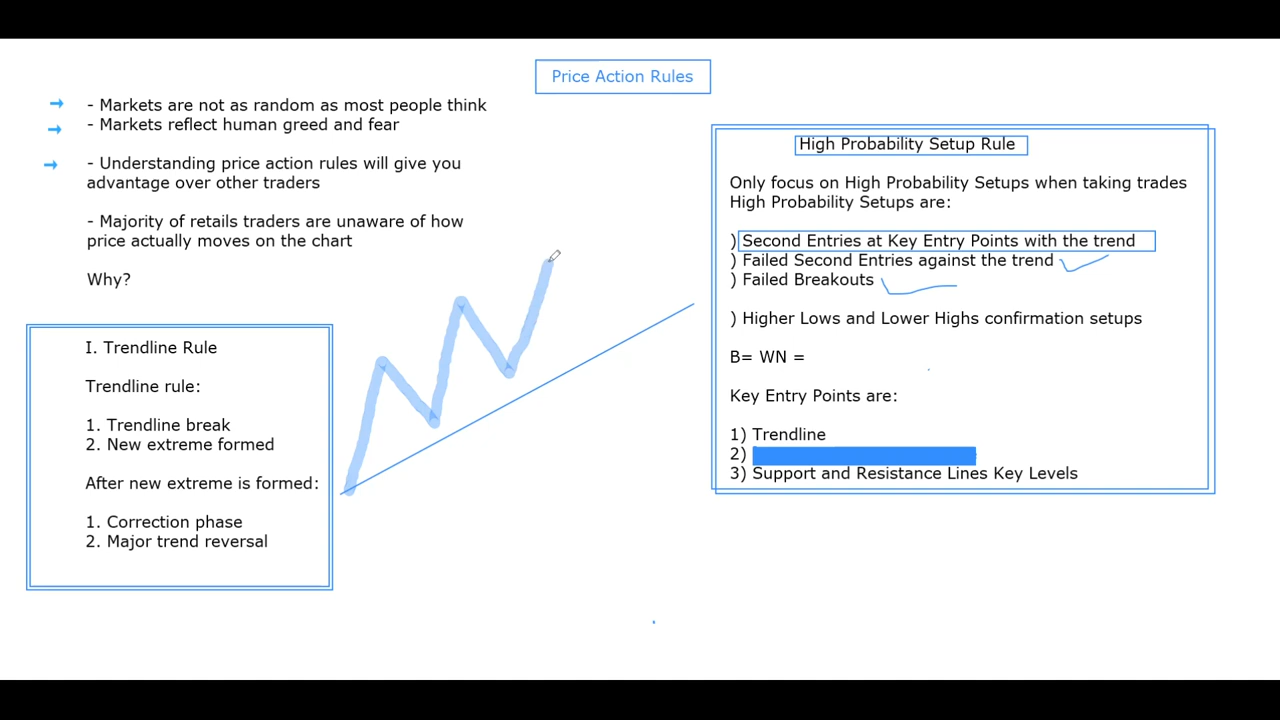 Price Action Rules
- Markets are not as random as most people think
- Markets reflect human greed and fear
- Understanding price action rules will give you
advantage over other traders
- Majority of retails traders are unaware of how
price actually moves on the chart
Why?
I. Trendline Rule
Trendline rule:
1. Trendline break
2. New extreme formed
After new extreme is formed:
1. Correction phase
2. Major trend reversal
High Probability Setup Rule
Only focus on High Probability Setups when taking trades
High Probability Setups are:
) Second Entries at Key Entry Points with the trend
) Failed Second Entries against the trend
) Failed Breakouts
) Higher Lows and Lower Highs confirmation setups
B= WN =
Key Entry Points are:
1) Trendline
2)
3) Support and Resistance Lines Key Levels